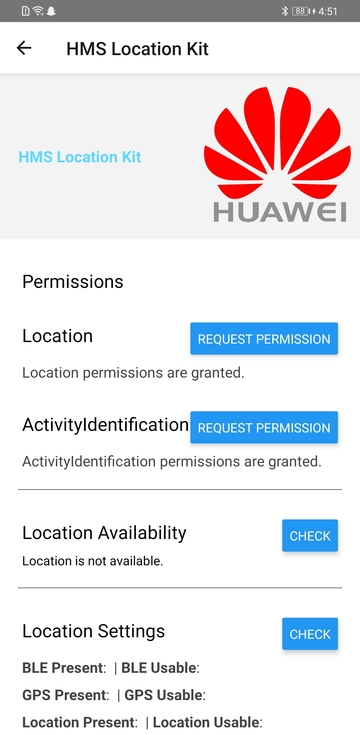 88 4:51
HMS Location Kit
HMS Location Kit
HUAWEI
Permissions
Location REQUEST PERMISSION
Location permissions are granted.
ActivityIdentification REQUEST PERMISSION
ActivityIdentification permissions are granted.
Location Availability CHECK
Location is not available.
Location Settings CHECK
BLE Present: | BLE Usable:
GPS Present: | GPS Usable:
Location Present: | Location Usable: